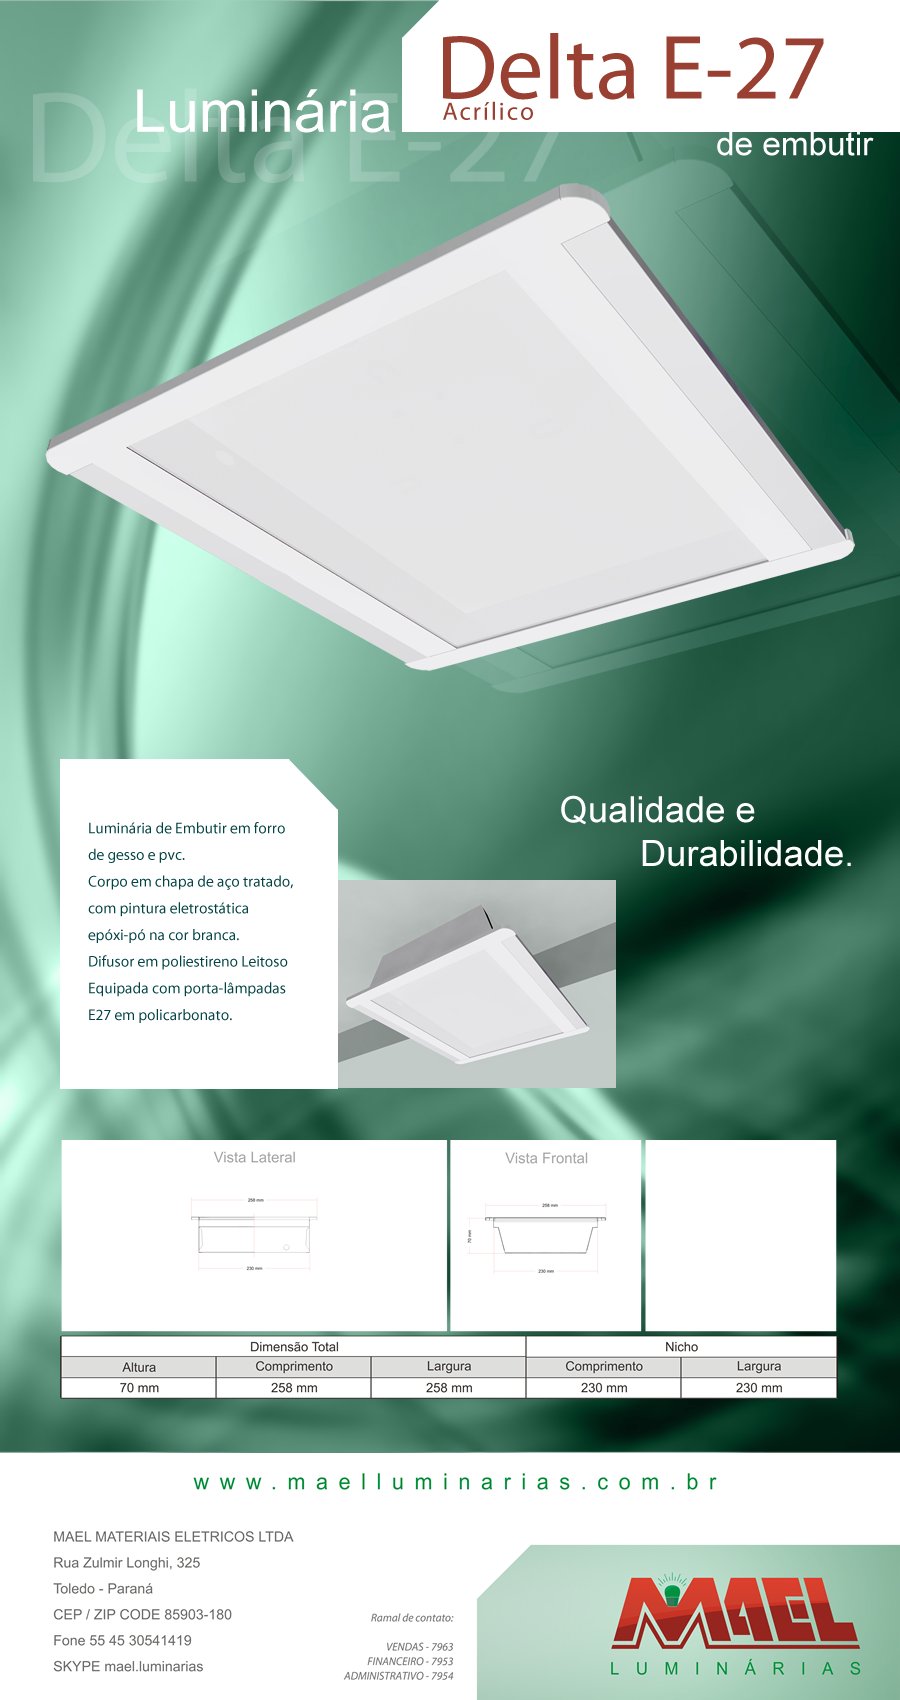 Delta E-27
Acrílico
Luminária
Delta E-27
de embutir
Qualidade e
Durabilidade.
Luminária de Embutir em forro
de gesso e pvc.
Corpo em chapa de aço tratado,
com pintura eletrostática
epóxi-pó na cor branca.
Difusor em poliestireno Leitoso
Equipada com porta-lâmpadas
E27 em policarbonato.
Vista Lateral
258 mm
230 mm
Vista Frontal
258 mm
70 mm
230 mm
Dimensão Total Nicho
Altura Comprimento Largura Comprimento Largura
70 mm 258 mm 258 mm 230 mm 230 mm
www.maelluminarias.com.br
MAEL MATERIAIS ELETRICOS LTDA
Rua Zulmir Longhi, 325
Toledo - Paraná
CEP / ZIP CODE 85903-180
Fone 55 45 30541419
SKYPE mael.luminarias
Ramal de contato:
VENDAS - 7963
FINANCEIRO - 7953
ADMINISTRATIVO - 7954
MAEL
LUMINÁRIAS